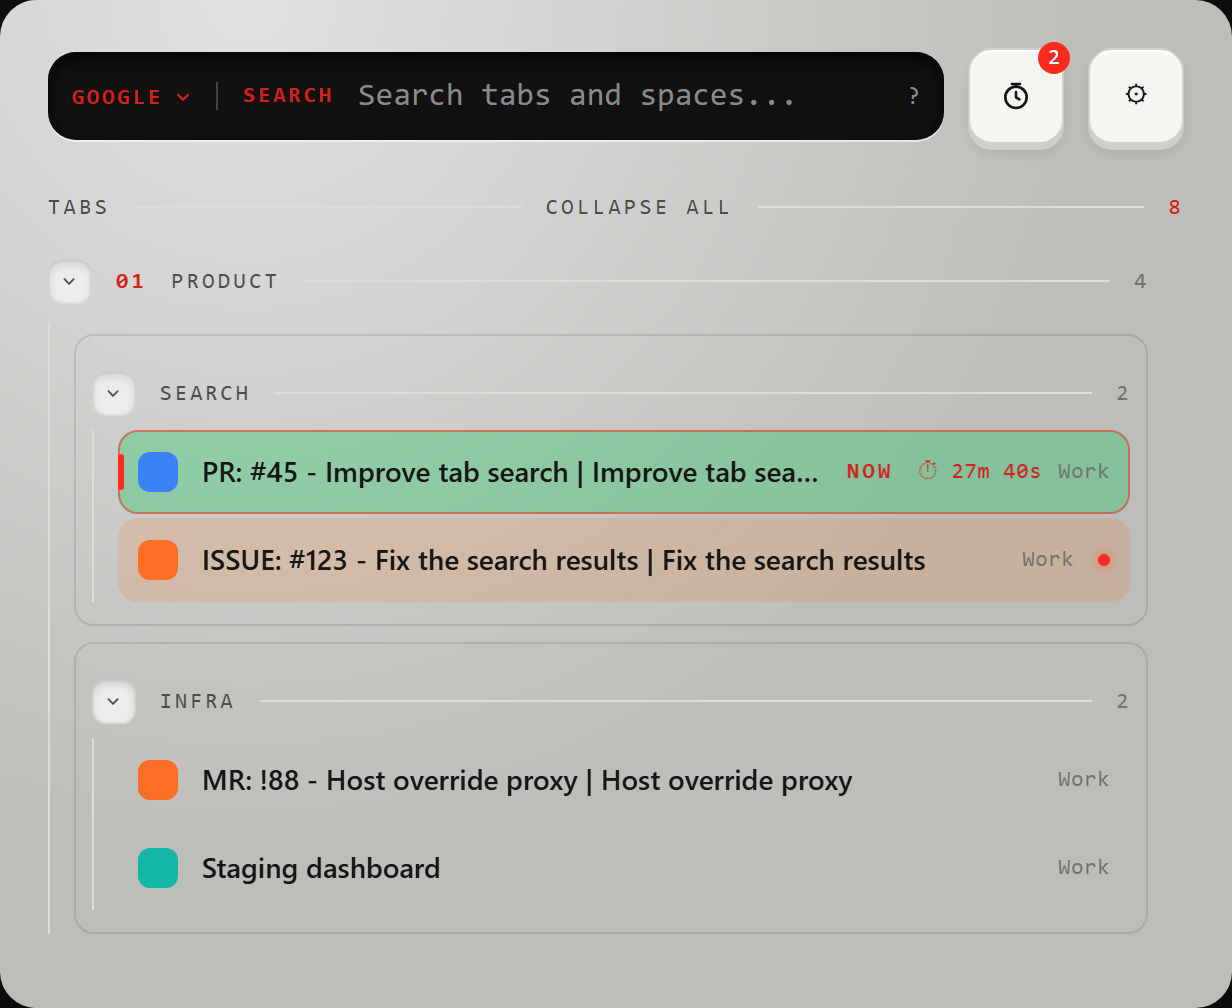 GOOGLE SEARCH Search tabs and spaces... ? 2
TABS COLLAPSE ALL 8
01 PRODUCT 4
SEARCH 2
PR: #45 - Improve tab search | Improve tab sea... NOW ⏱ 27m 40s Work
ISSUE: #123 - Fix the search results | Fix the search results Work
INFRA 2
MR: !88 - Host override proxy | Host override proxy Work
Staging dashboard Work